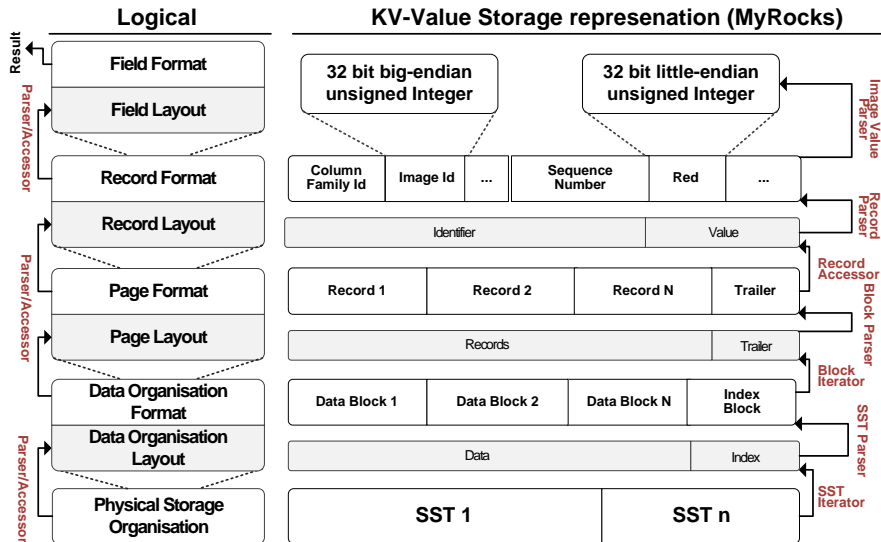 Logical
KV-Value Storage represenation (MyRocks)
Result
Field Format
Field Layout
32 bit big-endian
unsigned Integer
32 bit little-endian
unsigned Integer
Parser/Accessor
Image Value
Parser
Record Format
Record Layout
Column
Family Id
Image Id
...
Sequence
Number
Red
...
Record
Parser
Identifier
Value
Record
Accessor
Parser/Accessor
Page Format
Page Layout
Record 1
Record 2
Record N
Trailer
Block Parser
Records
Trailer
Block
Iterator
Data Organisation
Format
Data Organisation
Layout
Data Block 1
Data Block 2
Data Block N
Index
Block
SST Parser
Data
Index
SST
Iterator
Parser/Accessor
Physical Storage
Organisation
SST 1
SST n